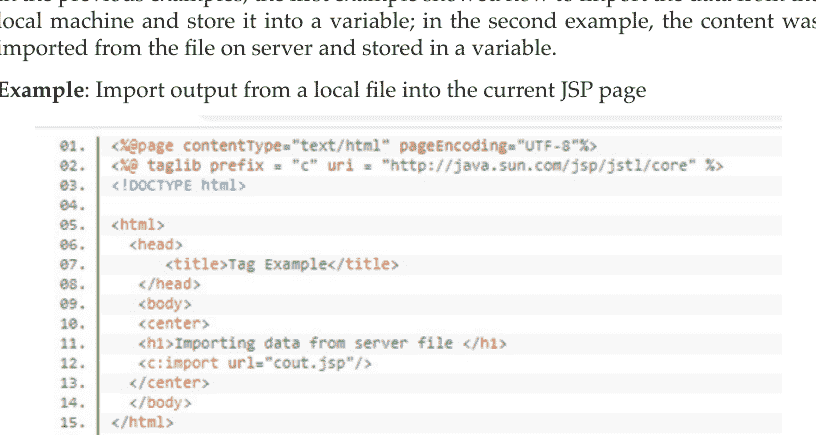 local machine and store it into a variable; in the second example, the content was
imported from the file on server and stored in a variable.
Example: Import output from a local file into the current JSP page
01. <%@page contentType="text/html" pageEncoding="UTF-8"%>
02. <%@ taglib prefix = "c" uri = "http://java.sun.com/jsp/jstl/core" %>
03. <!DOCTYPE html>
04.
05. <html>
06. <head>
07. <title>Tag Example</title>
08. </head>
09. <body>
10. <center>
11. <h1>Importing data from server file </h1>
12. <c:import url="cout.jsp"/>
13. </center>
14. </body>
15. </html>